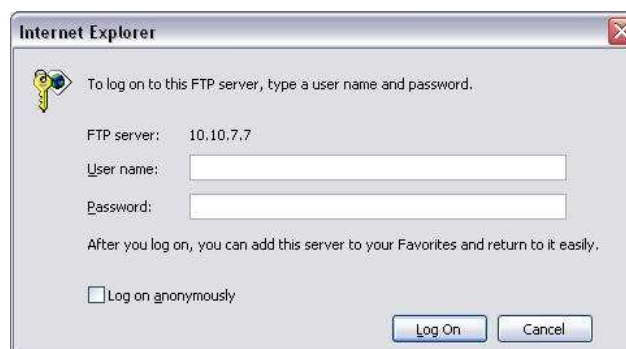 Internet Explorer
To log on to this FTP server, type a user name and password.
FTP server: 10.10.7.7
User name:
Password:
After you log on, you can add this server to your Favorites and return to it easily.
Log on anonymously
Log On Cancel